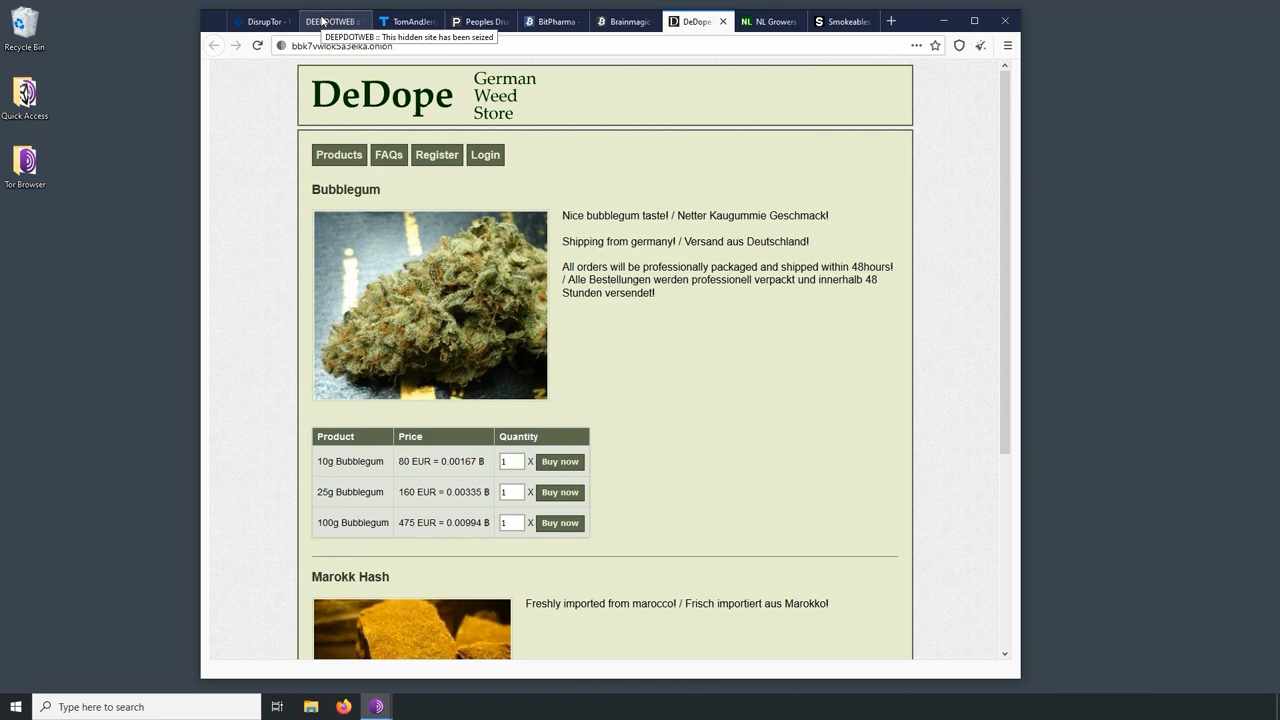 DisrupTor -
DEEPDOTWEB ::
TomAndJerr
Peoples Dru
BitPharma -
Brainmagic
DeDope
NL Growers
Smokeables
DEEPDOTWEB :: This hidden site has been seized
Recycle Bin
Quick Access
Tor Browser
DeDope
German
Weed
Store
Products FAQs Register Login
Bubblegum
Nice bubblegum taste! / Netter Kaugummie Geschmack!
Shipping from germany! / Versand aus Deutschland!
All orders will be professionally packaged and shipped within 48hours!
/ Alle Bestellungen werden professionell verpackt und innerhalb 48
Stunden versendet!
Product Price Quantity
10g Bubblegum 80 EUR = 0.00167 ฿ 1 X Buy now
25g Bubblegum 160 EUR = 0.00335 ฿ 1 X Buy now
100g Bubblegum 475 EUR = 0.00994 ฿ 1 X Buy now
Marokk Hash
Freshly imported from marocco! / Frisch importiert aus Marokko!
Type here to search